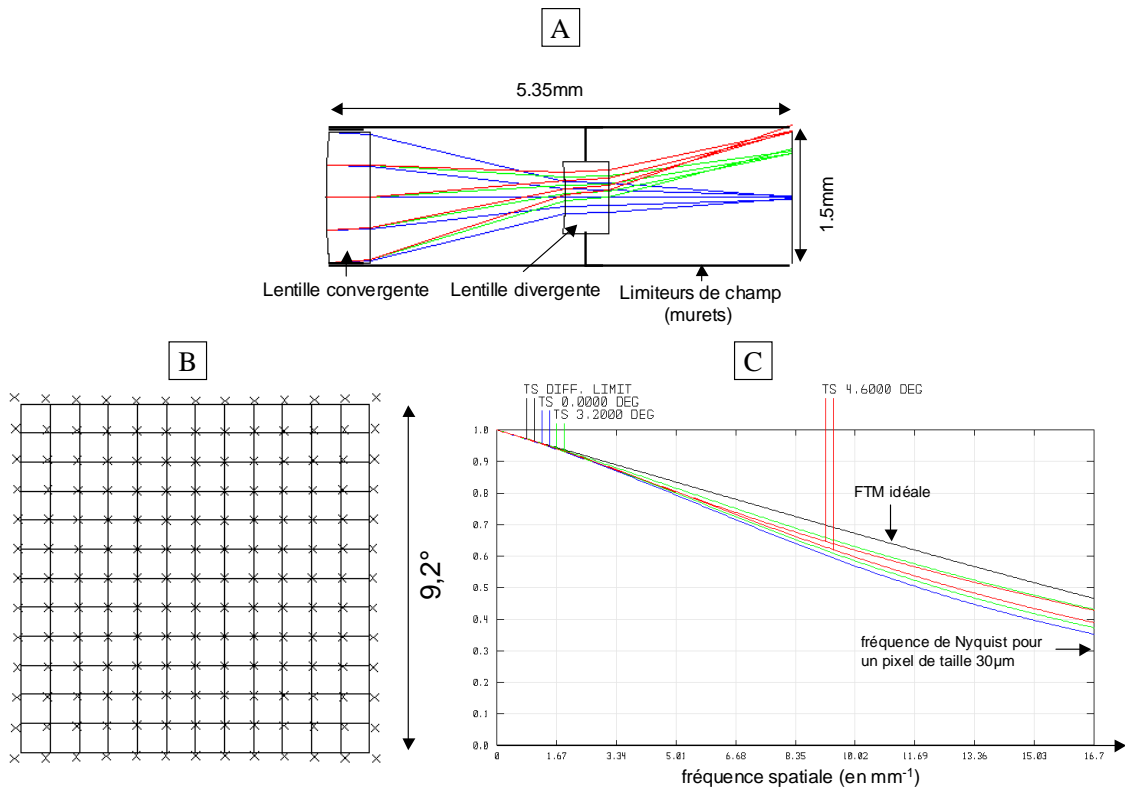 A
5.35mm
1.5mm
Lentille convergente
Lentille divergente
Limiteurs de champ
(murets)
B
9,2°
C
TS DIFF. LIMIT
TS 0.0000 DEG
TS 3.2000 DEG
TS 4.6000 DEG
1.0
0.9
0.8
0.7
0.6
0.5
0.4
0.3
0.2
0.1
0.0
FTM idéale
fréquence de Nyquist pour
un pixel de taille 30µm
0 1.67 3.34 5.01 6.68 8.35 10.02 11.69 13.36 15.03 16.7
fréquence spatiale (en mm⁻¹)